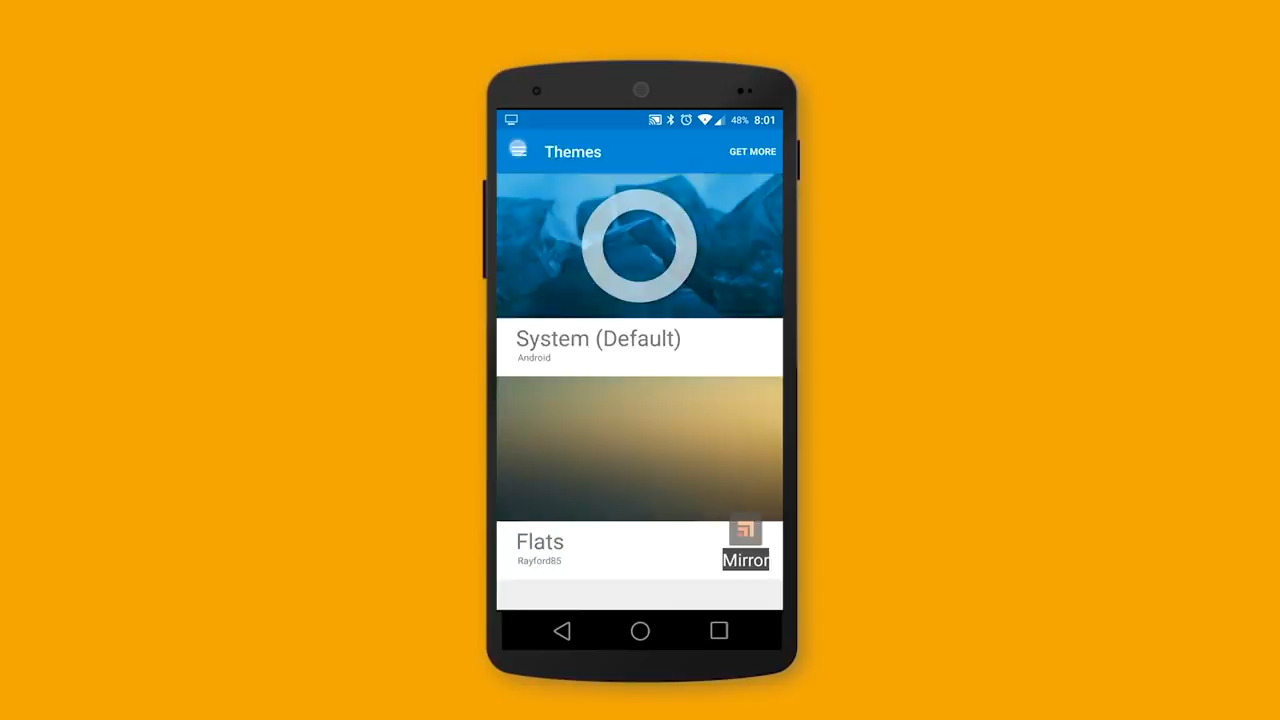 48% 8:01
Themes GET MORE
System (Default)
Android
Flats
Rayford85
Mirror